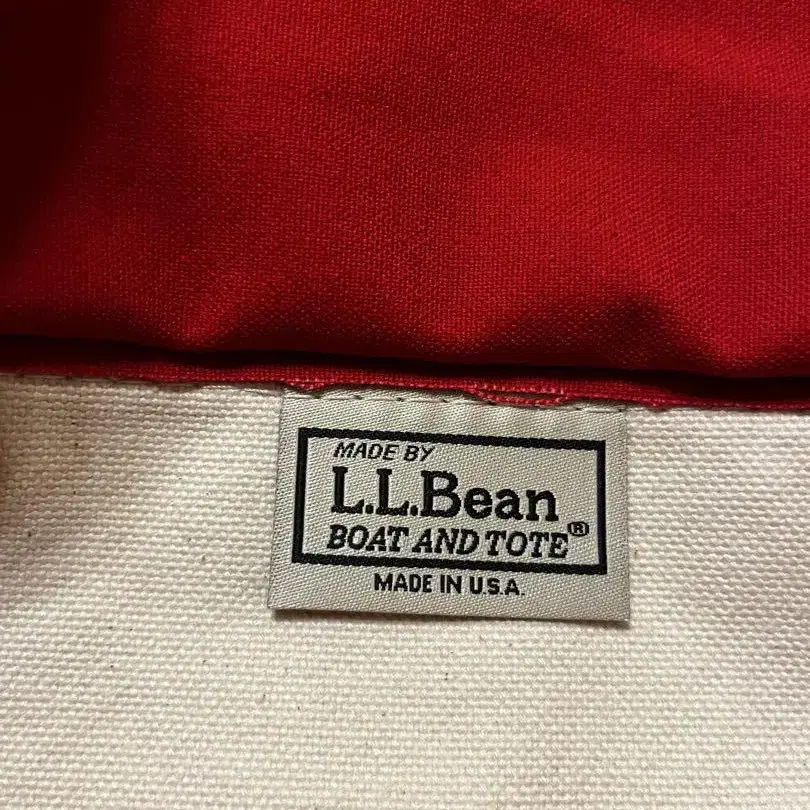 MADE BY
L.L.Bean
BOAT AND TOTE®
MADE IN U.S.A.